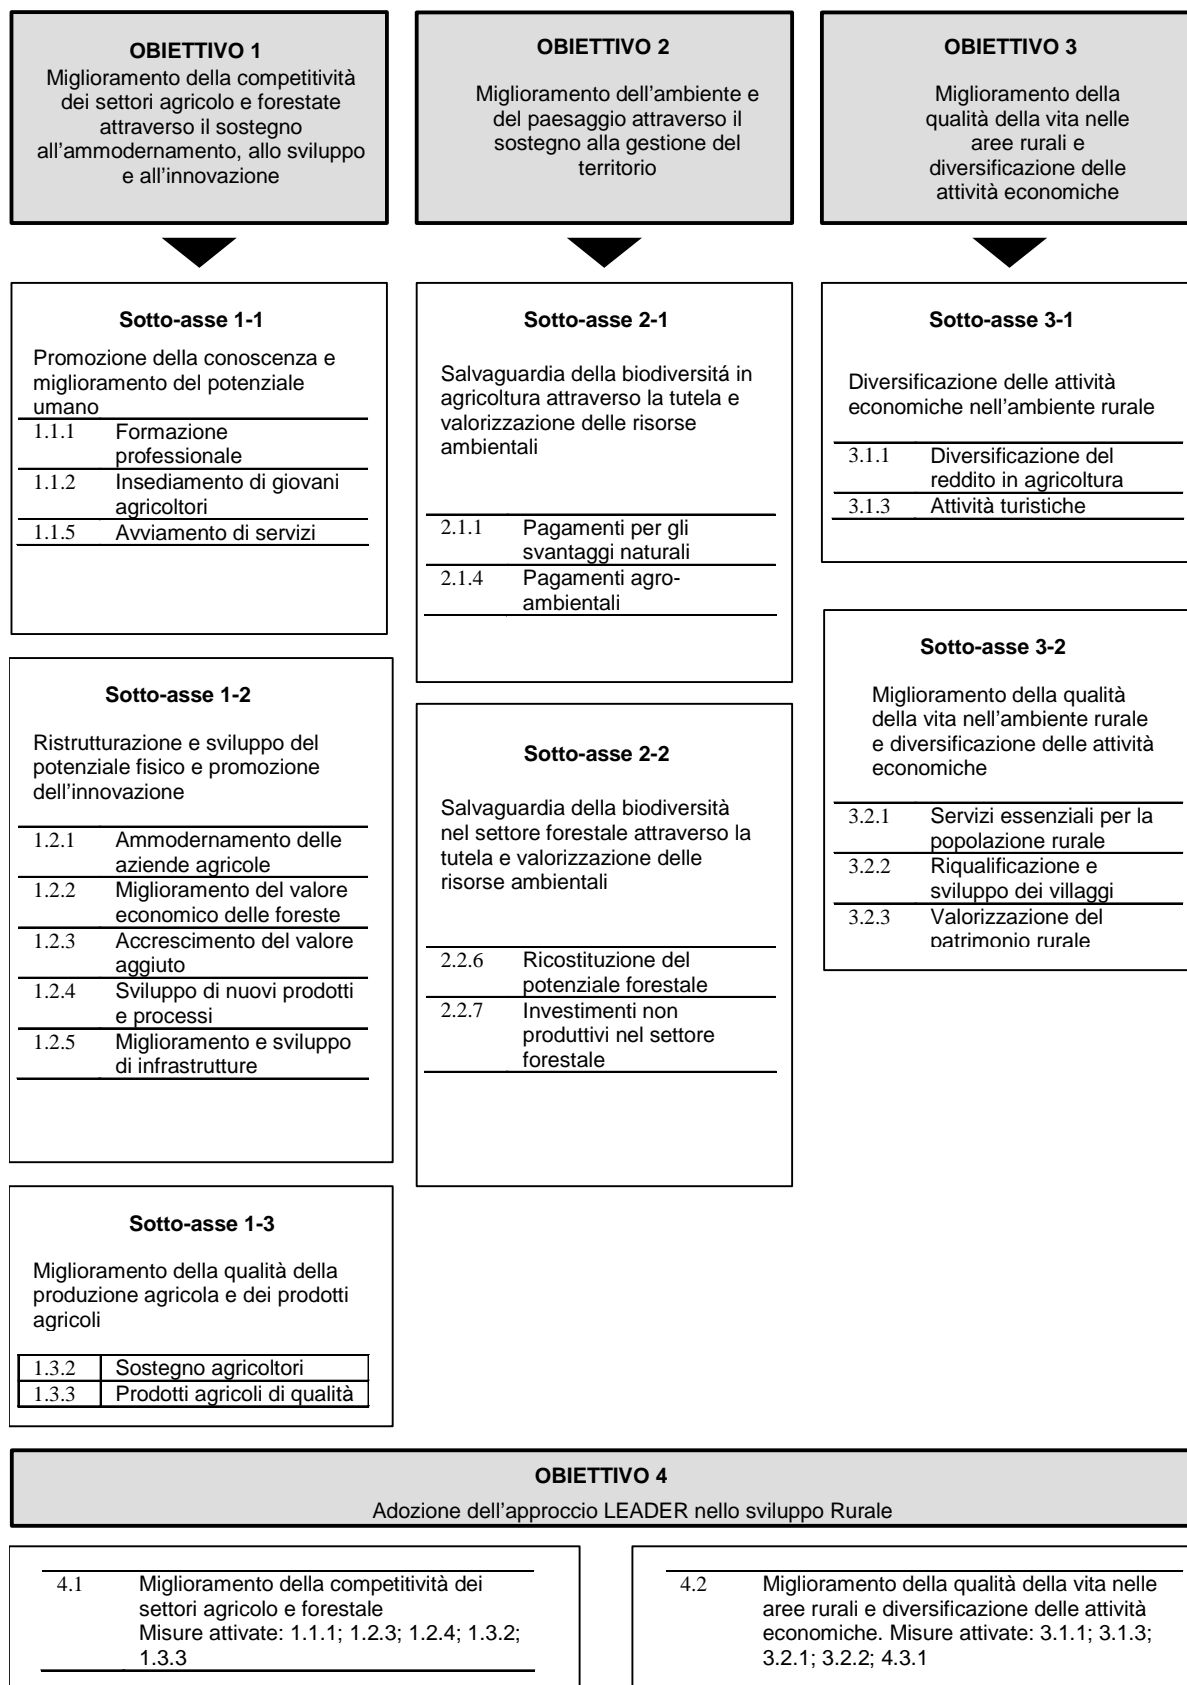 OBIETTIVO 1
Miglioramento della competitività
dei settori agricolo e forestate
attraverso il sostegno
all'ammodernamento, allo sviluppo
e all'innovazione
OBIETTIVO 2
Miglioramento dell'ambiente e
del paesaggio attraverso il
sostegno alla gestione del
territorio
OBIETTIVO 3
Miglioramento della
qualità della vita nelle
aree rurali e
diversificazione delle
attività economiche
Sotto-asse 1-1
Promozione della conoscenza e
miglioramento del potenziale
umano
1.1.1 Formazione
professionale
1.1.2 Insediamento di giovani
agricoltori
1.1.5 Avviamento di servizi
Sotto-asse 1-2
Ristrutturazione e sviluppo del
potenziale fisico e promozione
dell'innovazione
1.2.1 Ammodernamento delle
aziende agricole
1.2.2 Miglioramento del valore
economico delle foreste
1.2.3 Accrescimento del valore
aggiuto
1.2.4 Sviluppo di nuovi prodotti
e processi
1.2.5 Miglioramento e sviluppo
di infrastrutture
Sotto-asse 1-3
Miglioramento della qualità della
produzione agricola e dei prodotti
agricoli
1.3.2 Sostegno agricoltori
1.3.3 Prodotti agricoli di qualità
Sotto-asse 2-1
Salvaguardia della biodiversitá in
agricoltura attraverso la tutela e
valorizzazione delle risorse
ambientali
2.1.1 Pagamenti per gli
svantaggi naturali
2.1.4 Pagamenti agro-
ambientali
Sotto-asse 2-2
Salvaguardia della biodiversità
nel settore forestale attraverso la
tutela e valorizzazione delle
risorse ambientali
2.2.6 Ricostituzione del
potenziale forestale
2.2.7 Investimenti non
produttivi nel settore
forestale
Sotto-asse 3-1
Diversificazione delle attività
economiche nell'ambiente rurale
3.1.1 Diversificazione del
reddito in agricoltura
3.1.3 Attività turistiche
Sotto-asse 3-2
Miglioramento della qualità
della vita nell'ambiente rurale
e diversificazione delle attività
economiche
3.2.1 Servizi essenziali per la
popolazione rurale
3.2.2 Riqualificazione e
sviluppo dei villaggi
3.2.3 Valorizzazione del
patrimonio rurale
OBIETTIVO 4
Adozione dell'approccio LEADER nello sviluppo Rurale
4.1 Miglioramento della competitività dei
settori agricolo e forestale
Misure attivate: 1.1.1; 1.2.3; 1.2.4; 1.3.2;
1.3.3
4.2 Miglioramento della qualità della vita nelle
aree rurali e diversificazione delle attività
economiche. Misure attivate: 3.1.1; 3.1.3;
3.2.1; 3.2.2; 4.3.1